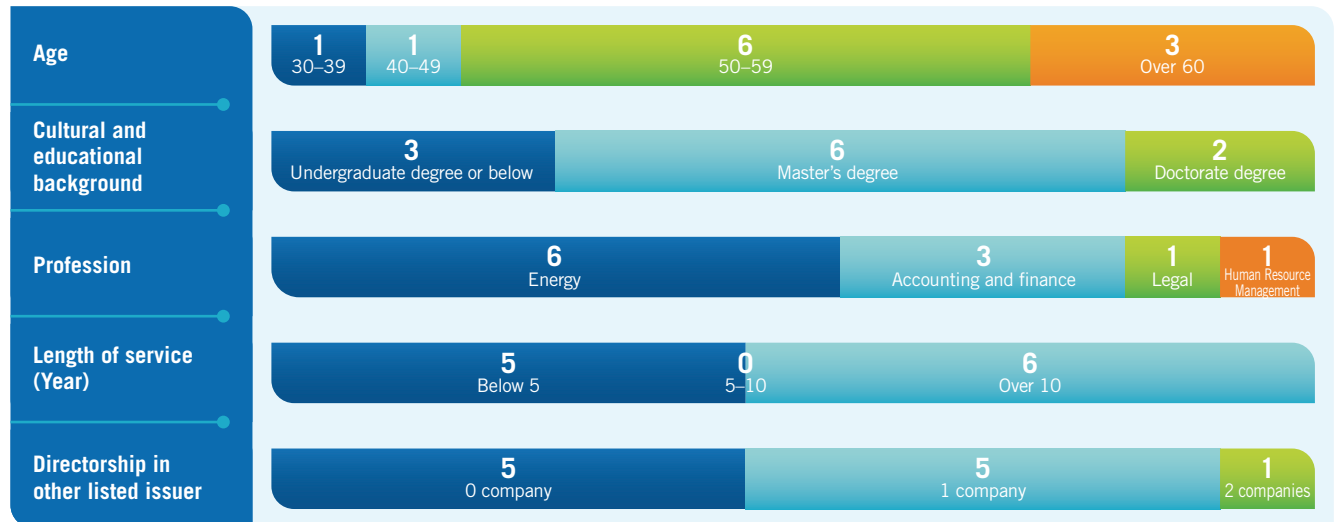 Age
1
30–39
1
40–49
6
50–59
3
Over 60
Cultural and
educational
background
3
Undergraduate degree or below
6
Master's degree
2
Doctorate degree
Profession
6
Energy
3
Accounting and finance
1
Legal
1
Human Resource
Management
Length of service
(Year)
5
Below 5
0
5–10
6
Over 10
Directorship in
other listed issuer
5
0 company
5
1 company
1
2 companies